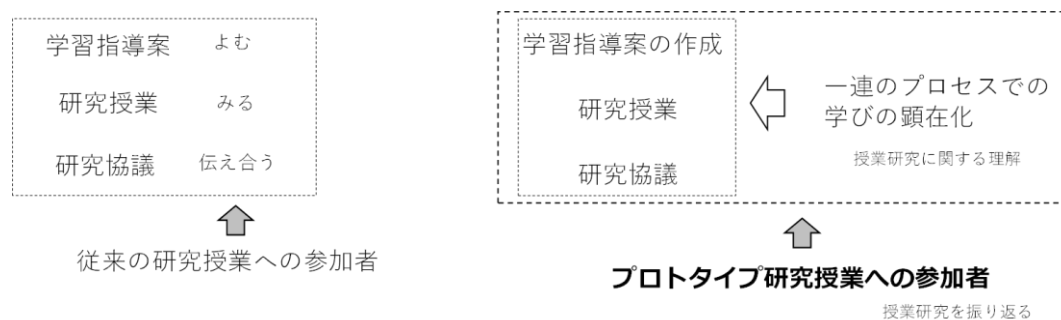 学習指導案 よむ
研究授業 みる
研究協議 伝え合う
従来の研究授業への参加者
学習指導案の作成
研究授業
研究協議
一連のプロセスでの
学びの顕在化
授業研究に関する理解
プロトタイプ研究授業への参加者
授業研究を振り返る